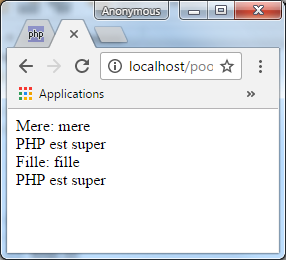 Anonymous
php
localhost/poo
Applications
»
Mere: mere
PHP est super
Fille: fille
PHP est super